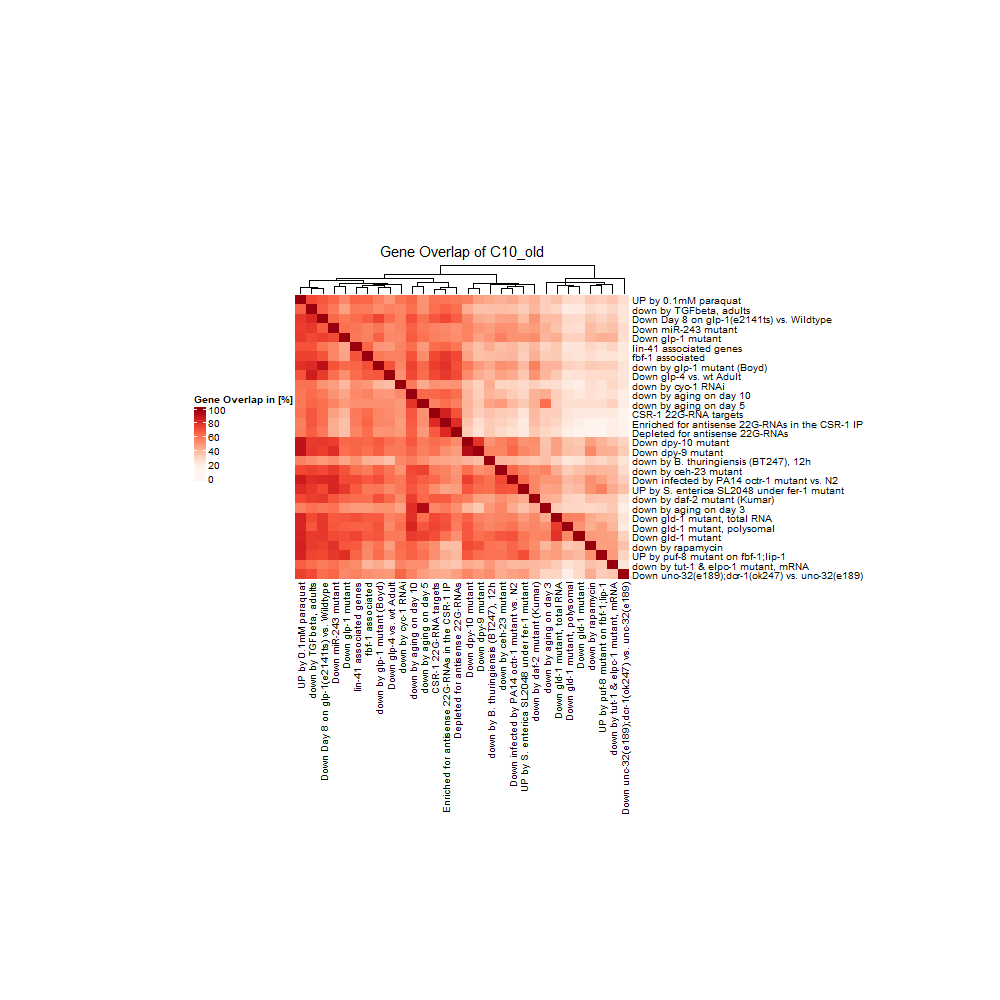 Gene Overlap of C10_old
Gene Overlap in [%]
100
80
60
40
20
0
UP by 0.1mM paraquat
down by TGFbeta, adults
Down Day 8 on glp-1(e2141ts) vs. Wildtype
Down miR-243 mutant
Down glp-1 mutant
lin-41 associated genes
fbf-1 associated
down by glp-1 mutant (Boyd)
Down glp-4 vs. wt Adult
down by cyc-1 RNAi
down by aging on day 10
down by aging on day 5
CSR-1 22G-RNA targets
Enriched for antisense 22G-RNAs in the CSR-1 IP
Depleted for antisense 22G-RNAs
Down dpy-10 mutant
Down dpy-9 mutant
down by B. thuringiensis (BT247), 12h
down by ceh-23 mutant
Down infected by PA14 octr-1 mutant vs. N2
UP by S. enterica SL2048 under fer-1 mutant
down by daf-2 mutant (Kumar)
down by aging on day 3
Down gld-1 mutant, total RNA
Down gld-1 mutant, polysomal
Down gld-1 mutant
down by rapamycin
UP by puf-8 mutant on fbf-1;lip-1
down by tut-1 & elpc-1 mutant, mRNA
Down unc-32(e189);dcr-1(ok247) vs. unc-32(e189)
UP by 0.1mM paraquat
down by TGFbeta, adults
Down Day 8 on glp-1(e2141ts) vs. Wildtype
Down miR-243 mutant
Down glp-1 mutant
lin-41 associated genes
fbf-1 associated
down by glp-1 mutant (Boyd)
Down glp-4 vs. wt Adult
down by cyc-1 RNAi
down by aging on day 10
down by aging on day 5
CSR-1 22G-RNA targets
Enriched for antisense 22G-RNAs in the CSR-1 IP
Depleted for antisense 22G-RNAs
Down dpy-10 mutant
Down dpy-9 mutant
down by B. thuringiensis (BT247), 12h
down by ceh-23 mutant
Down infected by PA14 octr-1 mutant vs. N2
UP by S. enterica SL2048 under fer-1 mutant
down by daf-2 mutant (Kumar)
down by aging on day 3
Down gld-1 mutant, total RNA
Down gld-1 mutant, polysomal
Down gld-1 mutant
down by rapamycin
UP by puf-8 mutant on fbf-1;lip-1
down by tut-1 & elpc-1 mutant, mRNA
Down unc-32(e189);dcr-1(ok247) vs. unc-32(e189)